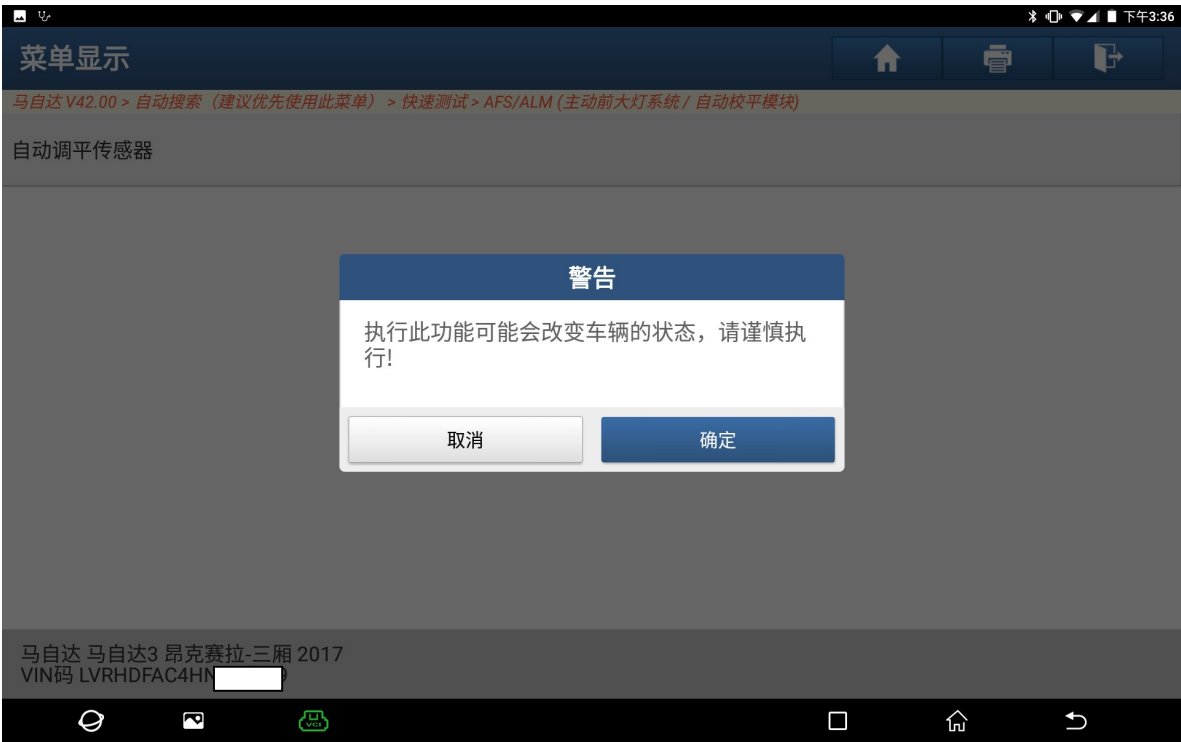 下午3:36
菜单显示
马自达 V42.00 > 自动搜索（建议优先使用此菜单） > 快速测试 > AFS/ALM (主动前大灯系统 / 自动校平模块)
自动调平传感器
警告
执行此功能可能会改变车辆的状态，请谨慎执
行!
取消 确定
马自达 马自达3 昂克赛拉-三厢 2017
VIN码 LVRHDFAC4HN
VCI